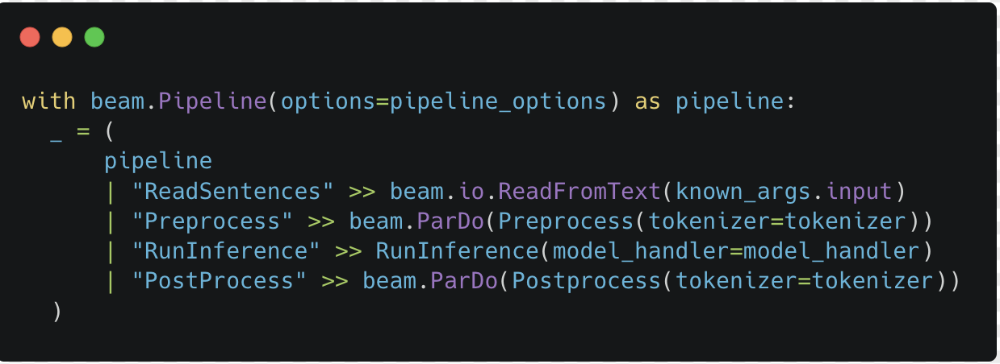 with beam.Pipeline(options=pipeline_options) as pipeline:
  _ = (
      pipeline
      | "ReadSentences" >> beam.io.ReadFromText(known_args.input)
      | "Preprocess" >> beam.ParDo(Preprocess(tokenizer=tokenizer))
      | "RunInference" >> RunInference(model_handler=model_handler)
      | "PostProcess" >> beam.ParDo(Postprocess(tokenizer=tokenizer))
  )